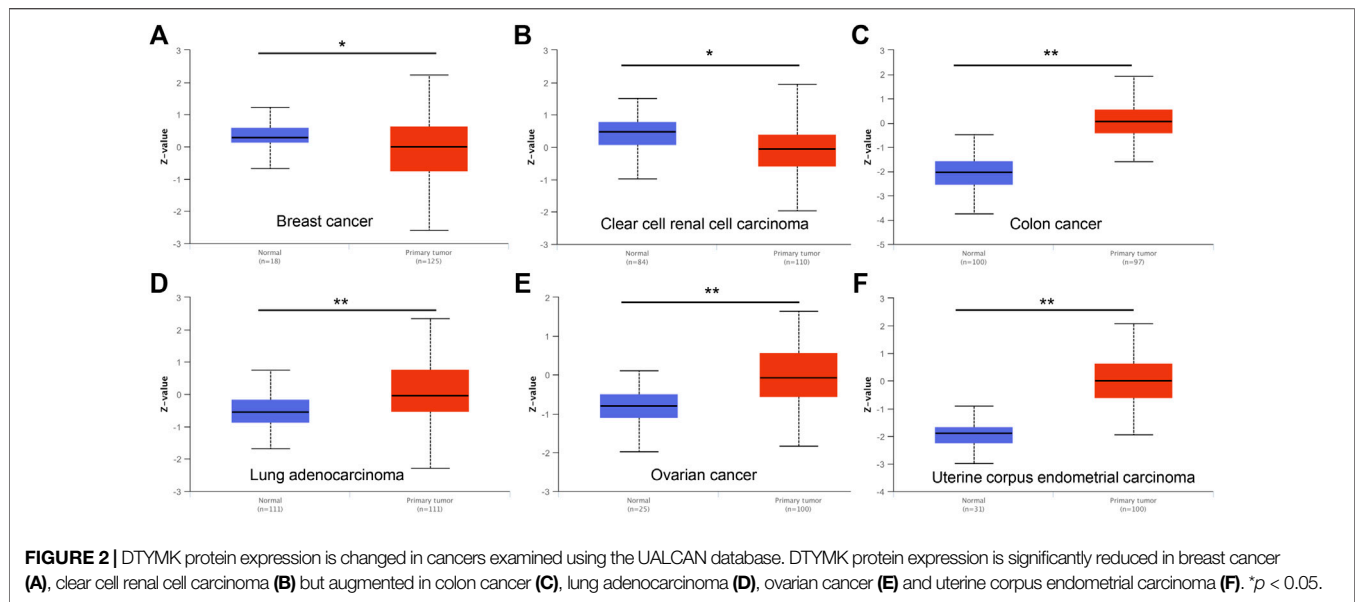 A
*
3
2
1
0
-1
-2
-3
Z-value
Breast cancer
Normal
(n=18)
Primary tumor
(n=125)
B
*
3
2
1
0
-1
-2
-3
Z-value
Clear cell renal cell carcinoma
Normal
(n=84)
Primary tumor
(n=110)
C
**
3
2
1
0
-1
-2
-3
-4
-5
Z-value
Colon cancer
Normal
(n=100)
Primary tumor
(n=97)
D
**
3
2
1
0
-1
-2
-3
Z-value
Lung adenocarcinoma
Normal
(n=111)
Primary tumor
(n=111)
E
**
2
1
0
-1
-2
-3
Z-value
Ovarian cancer
Normal
(n=25)
Primary tumor
(n=100)
F
**
3
2
1
0
-1
-2
-3
-4
Z-value
Uterine corpus endometrial carcinoma
Normal
(n=31)
Primary tumor
(n=100)
FIGURE 2 | DTYMK protein expression is changed in cancers examined using the UALCAN database. DTYMK protein expression is significantly reduced in breast cancer
(A), clear cell renal cell carcinoma (B) but augmented in colon cancer (C), lung adenocarcinoma (D), ovarian cancer (E) and uterine corpus endometrial carcinoma (F). *p < 0.05.